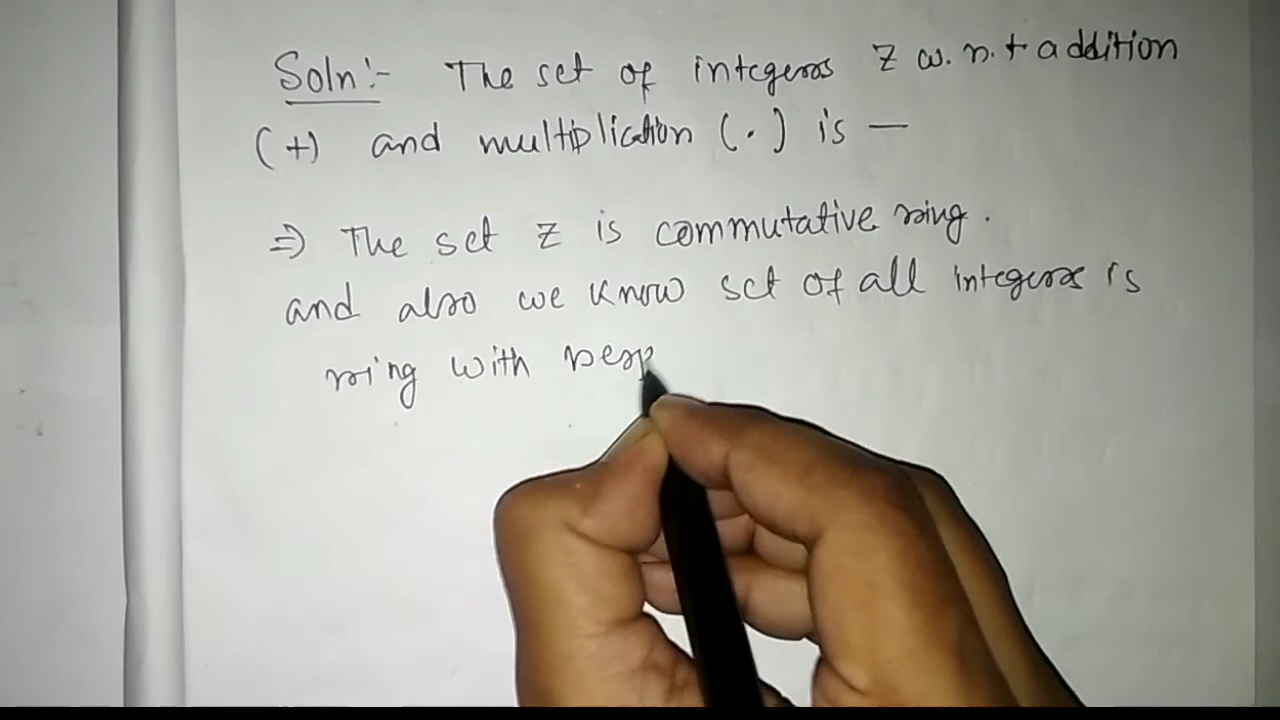 Soln:- The set of integers Z w.r.t addition
(+) and multiplication (.) is —
⇒ The set Z is commutative ring.
and also we know set of all integers is
ring with resp